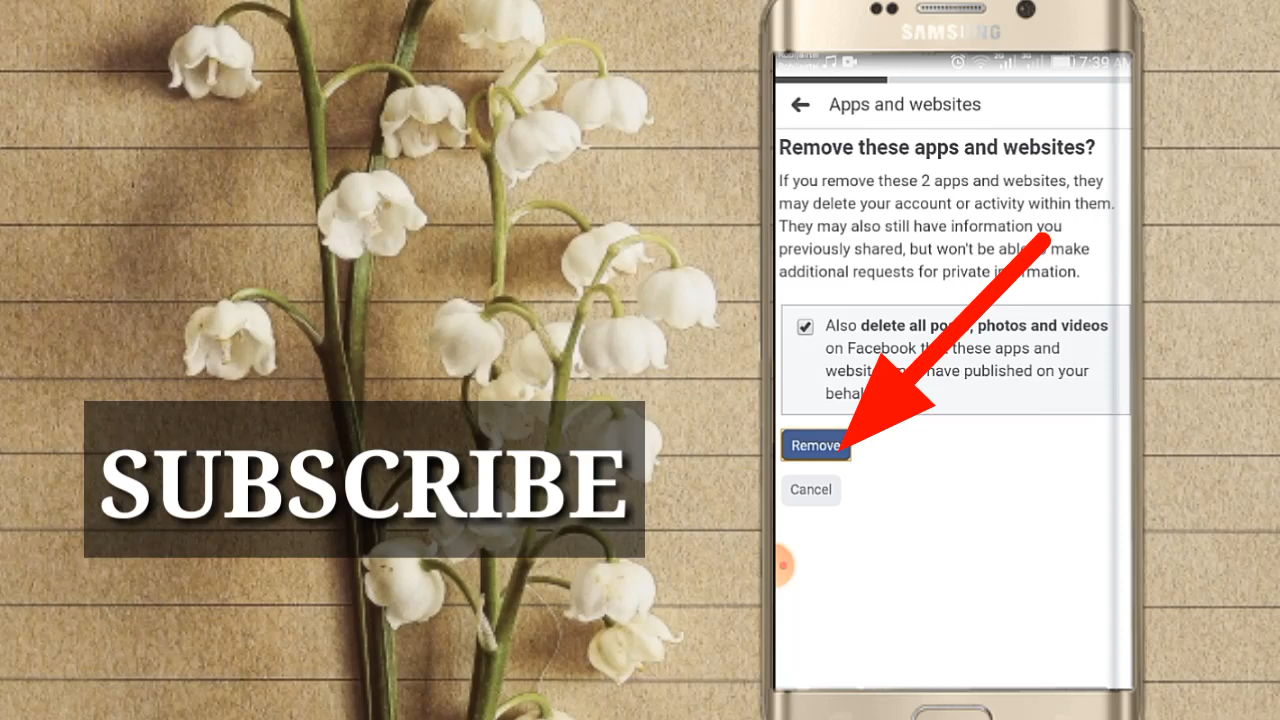 SAMSUNG
7:39 AM
Apps and websites
Remove these apps and websites?
If you remove these 2 apps and websites, they
may delete your account or activity within them.
They may also still have information you
previously shared, but won't be able to make
additional requests for private information.
Also delete all posts, photos and videos
on Facebook that these apps and
websites may have published on your
behalf
Remove
Cancel
SUBSCRIBE